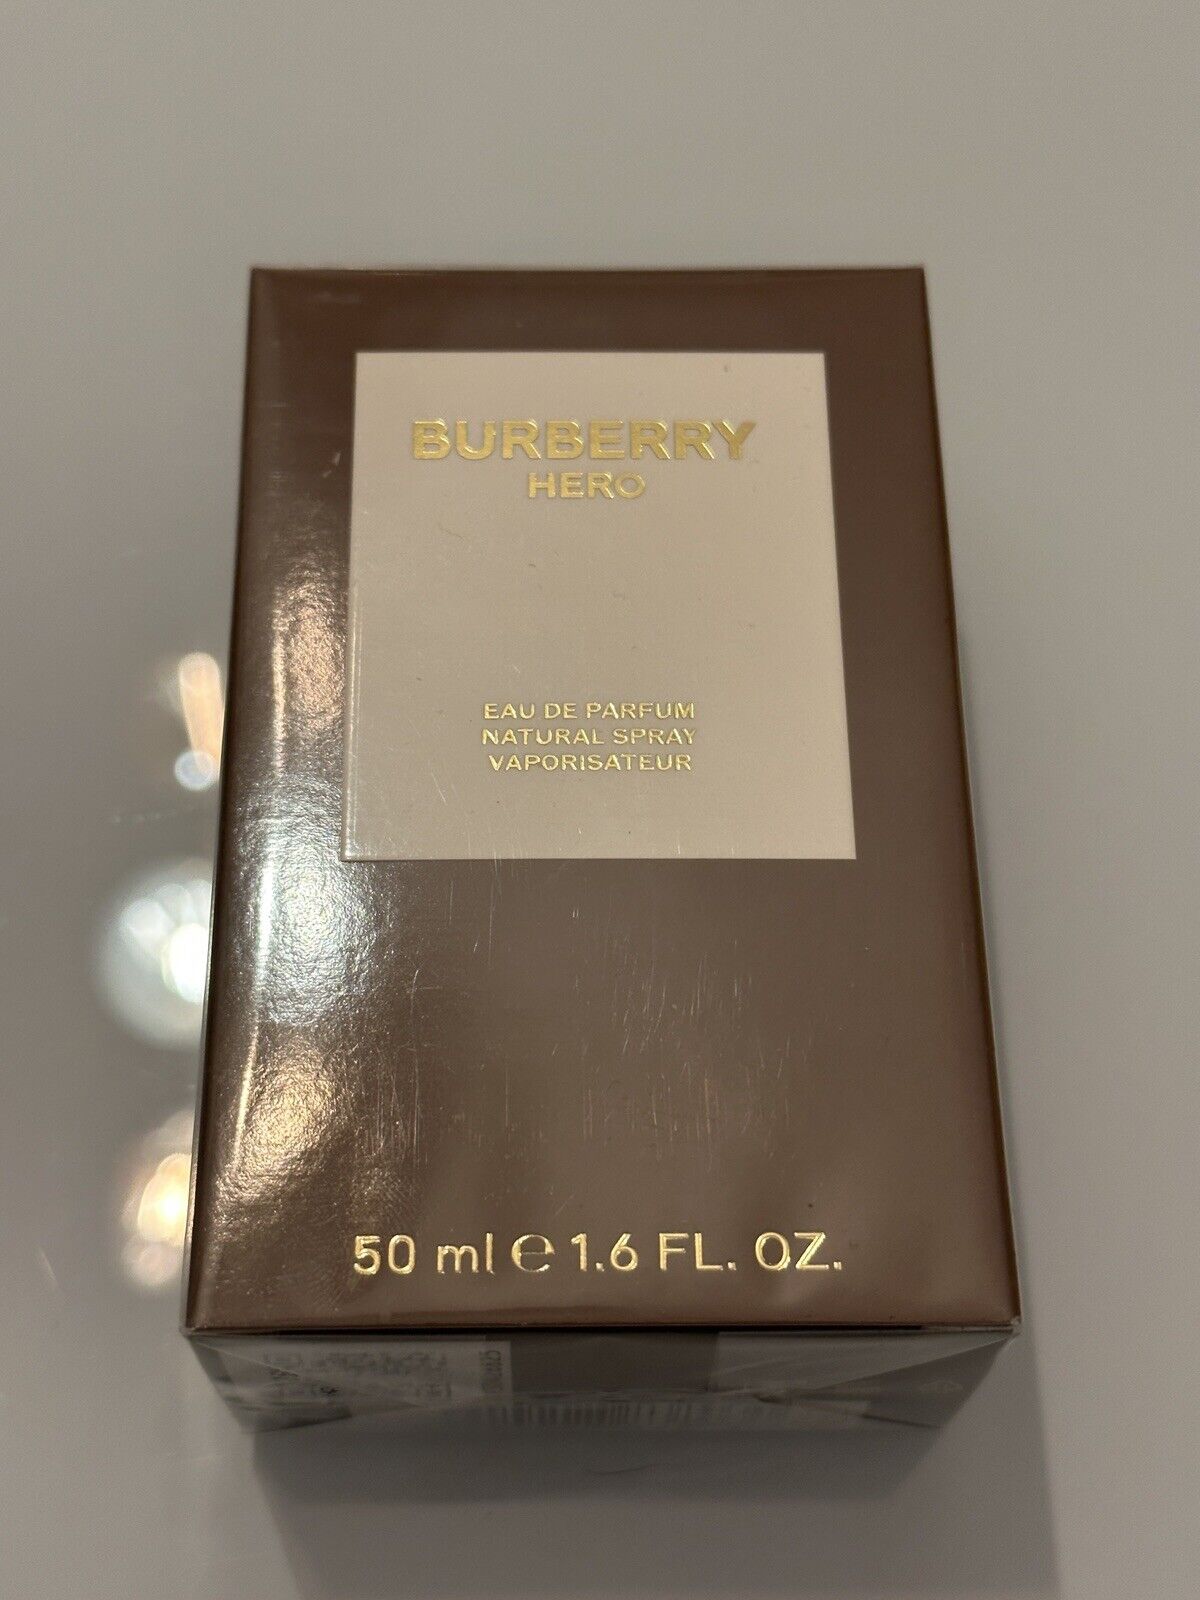 BURBERRY
HERO
EAU DE PARFUM
NATURAL SPRAY
VAPORISATEUR
50 ml ℮ 1.6 FL. OZ.